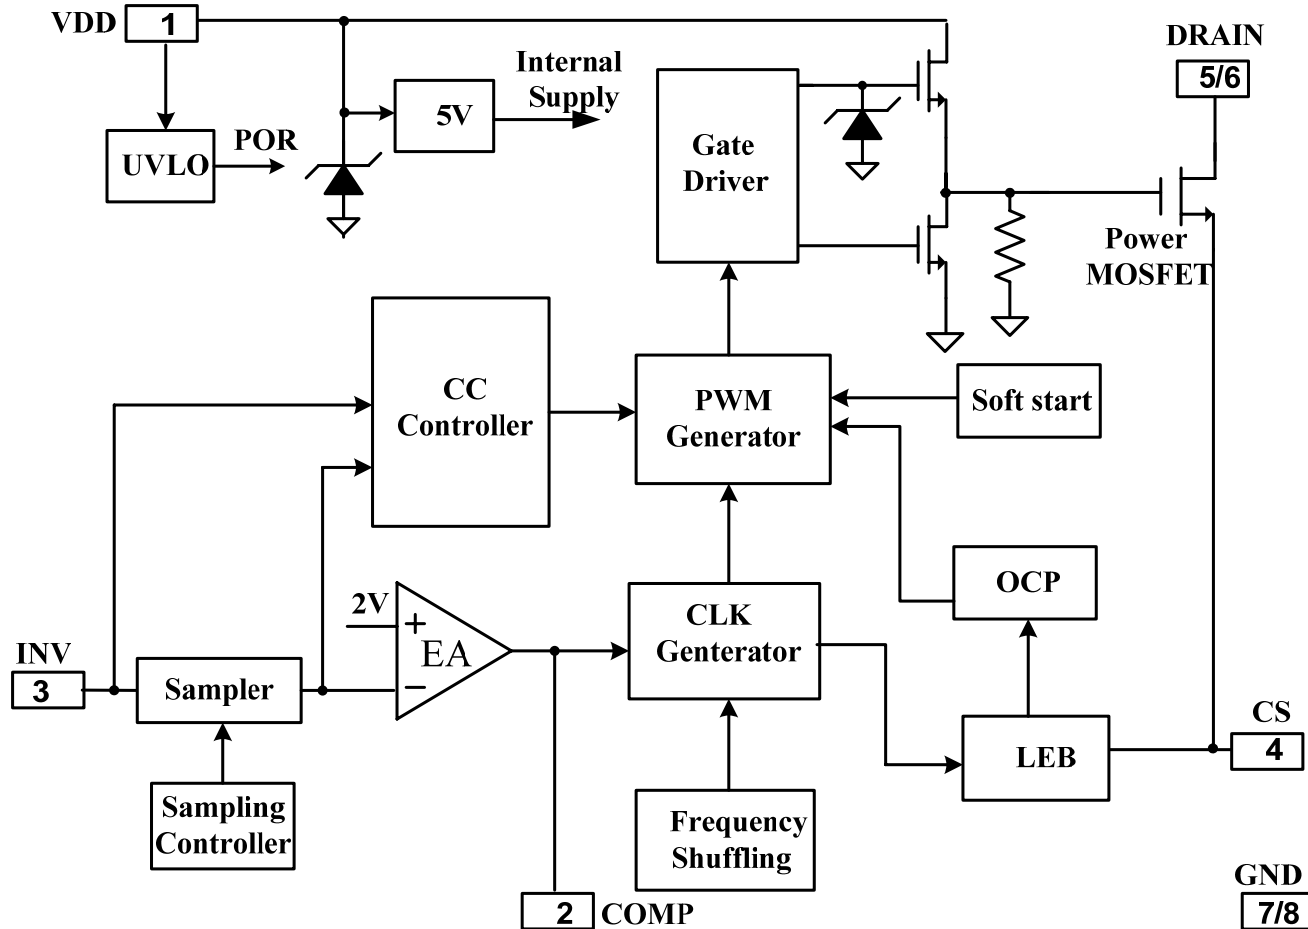 VDD
1
DRAIN
5/6
Internal
Supply
5V
POR
UVLO
Gate
Driver
Power
MOSFET
CC
Controller
PWM
Generator
Soft start
2V
+
EA
−
CLK
Genterator
OCP
INV
3
Sampler
LEB
CS
4
Sampling
Controller
Frequency
Shuffling
GND
7/8
2
COMP